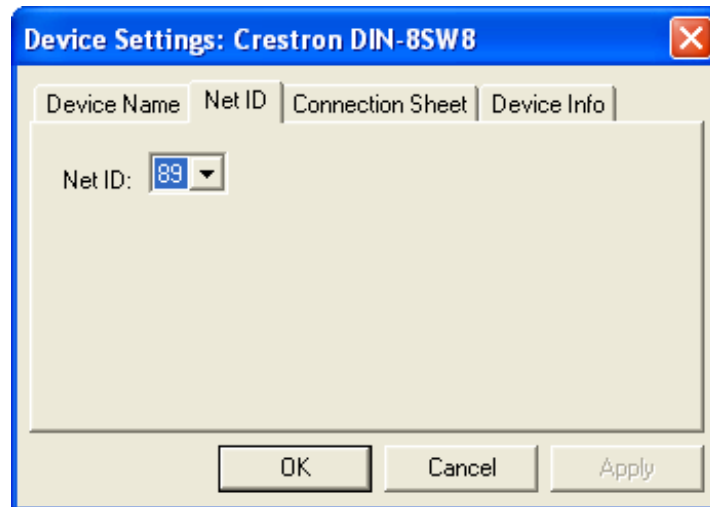 Device Settings: Crestron DIN-8SW8
Device Name Net ID Connection Sheet Device Info
Net ID: 89
OK Cancel Apply